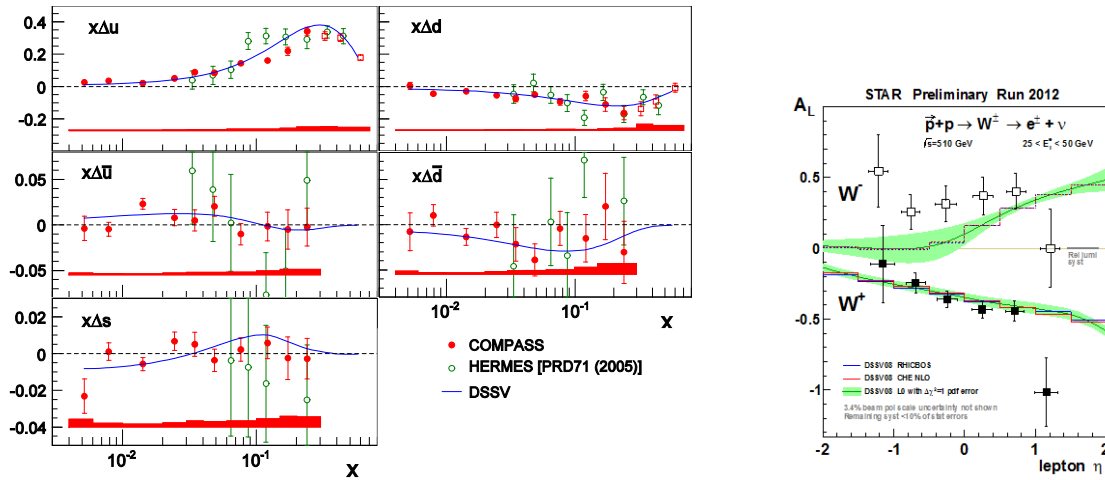 xΔu
0.4
0.2
0
-0.2
xΔd
xΔū
0.05
0
-0.05
xΔd̄
10⁻²
10⁻¹
x
xΔs
0.02
0
-0.02
-0.04
10⁻²
10⁻¹
x
COMPASS
HERMES [PRD71 (2005)]
DSSV
STAR Preliminary Run 2012
A_L
p⃗+p → W± → e± + ν
√s=510 GeV
25 < E < 50 GeV
0.5
W⁻
0
Rel lumi
syst
W⁺
-0.5
DSSV08 RHICBOS
DSSV08 CHE NLO
DSSV08 L0 with Δχ²=1 pdf error
-1
3.4% beam pol scale uncertainty not shown
Remaining syst <10% of stat errors
-2
-1
0
1
2
lepton η